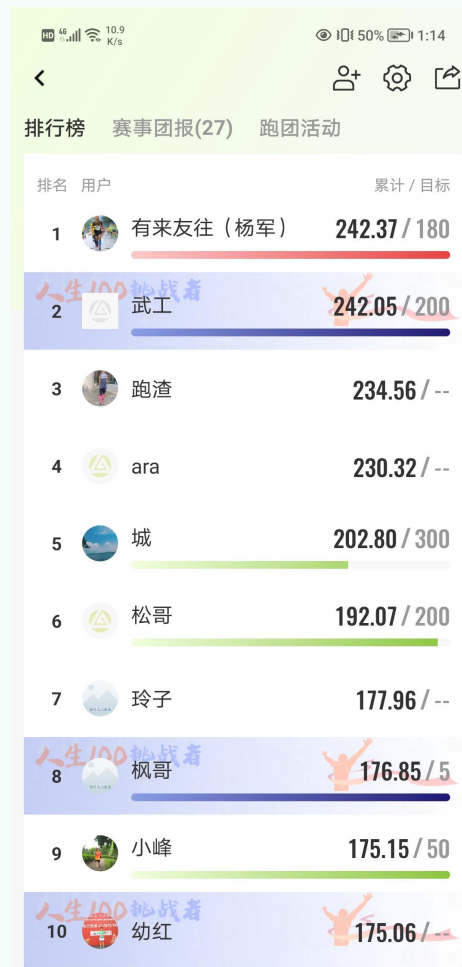 HD 4G 10.9 K/s 50% 1:14
排行榜 赛事团报(27) 跑团活动
排名 用户 累计 / 目标
1 有来友往（杨军） 242.37 / 180
人生100挑战者
2 武工 242.05 / 200
3 跑渣 234.56 / --
4 ara 230.32 / --
5 城 202.80 / 300
6 松哥 192.07 / 200
7 玲子 177.96 / --
人生100挑战者
8 枫哥 176.85 / 5
9 小峰 175.15 / 50
人生100挑战者
10 幼红 175.06 / --